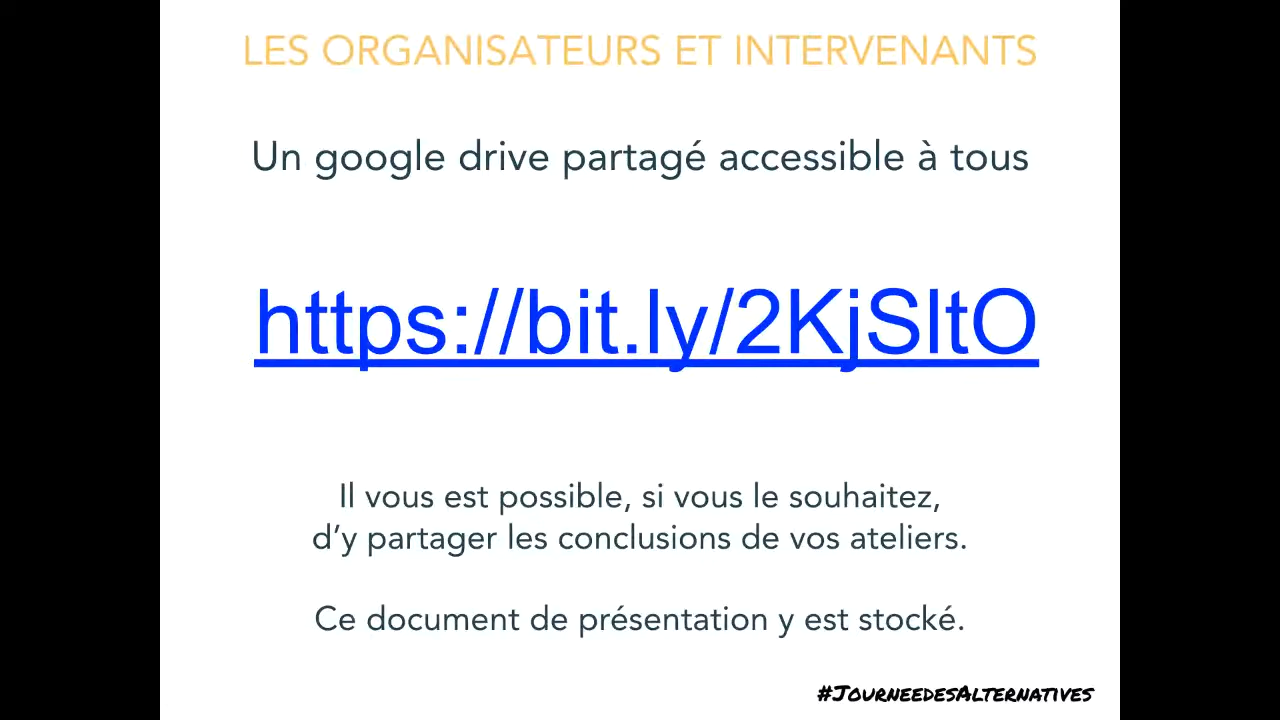 LES ORGANISATEURS ET INTERVENANTS
Un google drive partagé accessible à tous
https://bit.ly/2KjSltO
Il vous est possible, si vous le souhaitez,
d’y partager les conclusions de vos ateliers.
Ce document de présentation y est stocké.
#JourneedesAlternatives